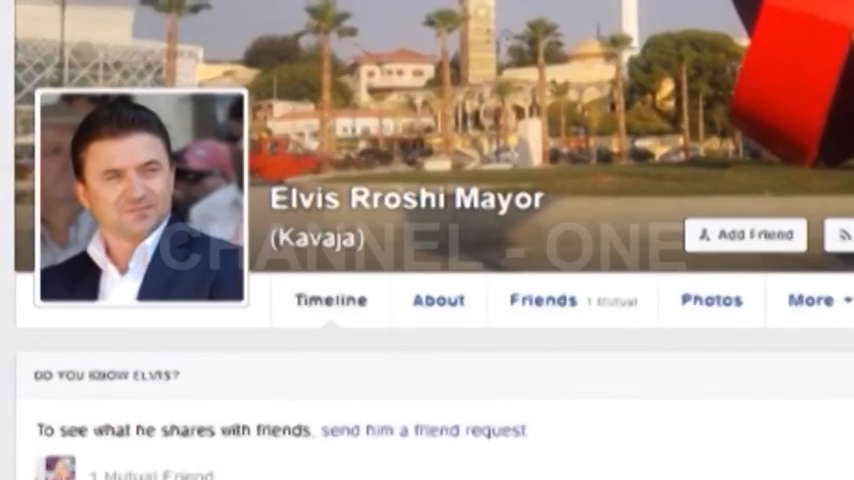 Elvis Rroshi Mayor
(Kavaja)
CHANNEL - ONE
Add Friend
Timeline
About
Friends 1 Mutual
Photos
More
DO YOU KNOW ELVIS?
To see what he shares with friends, send him a friend request
1 Mutual Friend